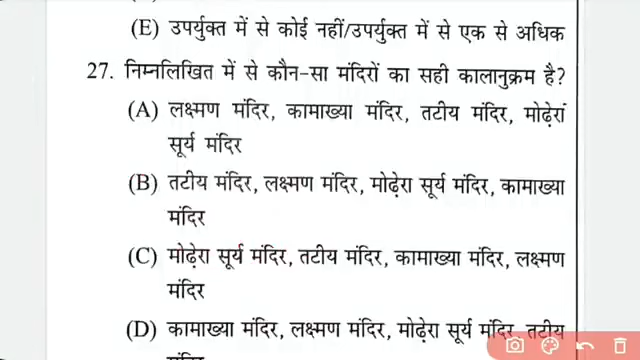 (E) उपर्युक्त में से कोई नहीं/उपर्युक्त में से एक से अधिक
27. निम्नलिखित में से कौन-सा मंदिरों का सही कालानुक्रम है?
(A) लक्ष्मण मंदिर, कामाख्या मंदिर, तटीय मंदिर, मोढ़ेरा
सूर्य मंदिर
(B) तटीय मंदिर, लक्ष्मण मंदिर, मोढ़ेरा सूर्य मंदिर, कामाख्या
मंदिर
(C) मोढ़ेरा सूर्य मंदिर, तटीय मंदिर, कामाख्या मंदिर, लक्ष्मण
मंदिर
(D) कामाख्या मंदिर, लक्ष्मण मंदिर, मोढ़ेरा सूर्य मंदिर, तटीय